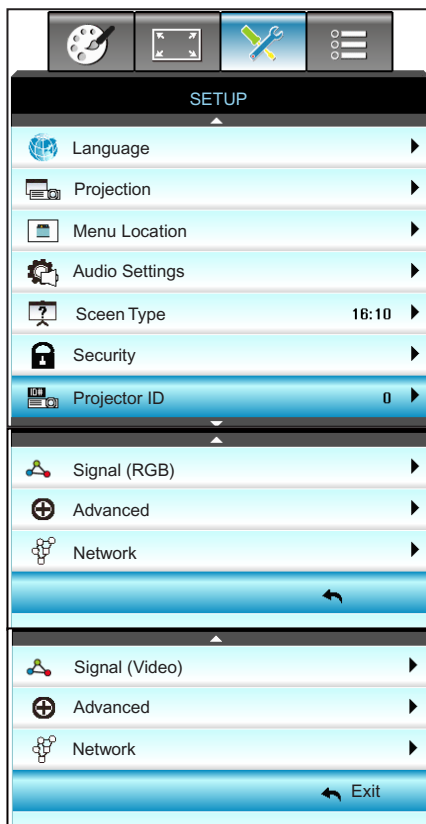 SETUP
Language
Projection
Menu Location
Audio Settings
?
Sceen Type 16:10
Security
ID#
Projector ID 0
Signal (RGB)
Advanced
Network
Signal (Video)
Advanced
Network
Exit